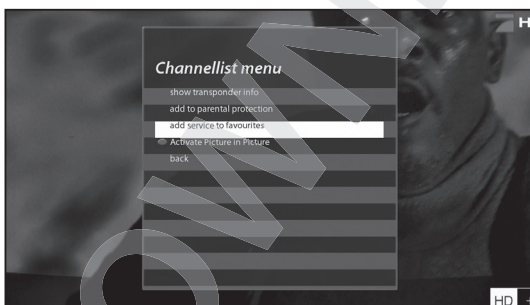 H
Channellist menu
show transponder info
add to parental protection
add service to favourites
Activate Picture in Picture
back
HD